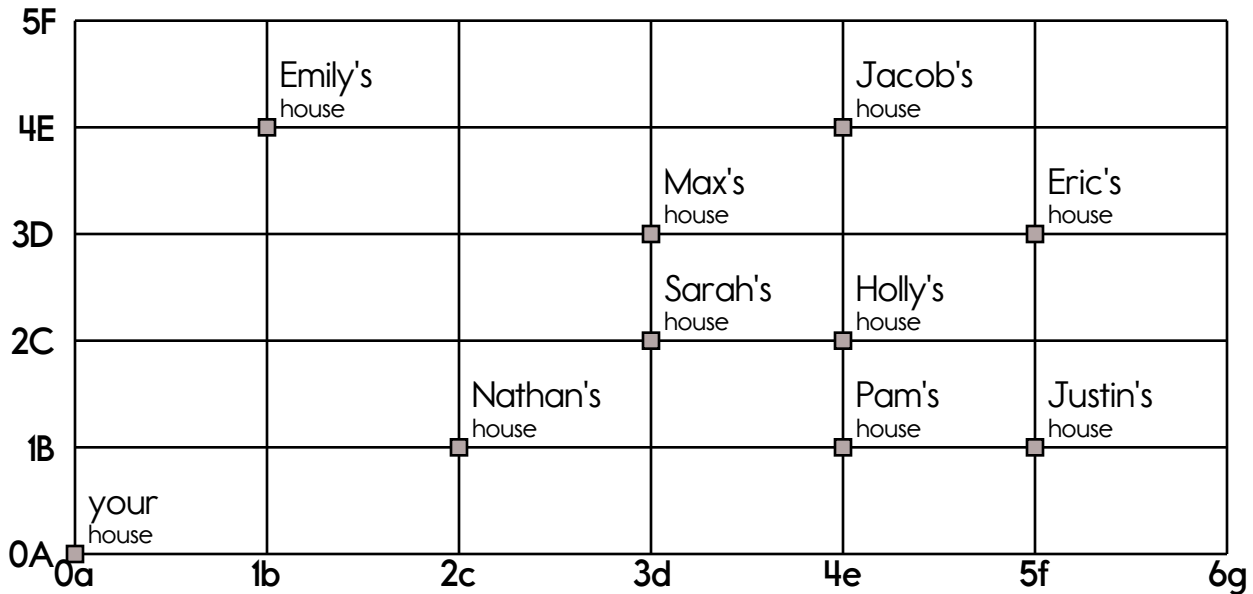 5F
Emily's
house
Jacob's
house
4E
Max's
house
Eric's
house
3D
Sarah's
house
Holly's
house
2C
Nathan's
house
Pam's
house
Justin's
house
1B
your
house
0A
0a 1b 2c 3d 4e 5f 6g